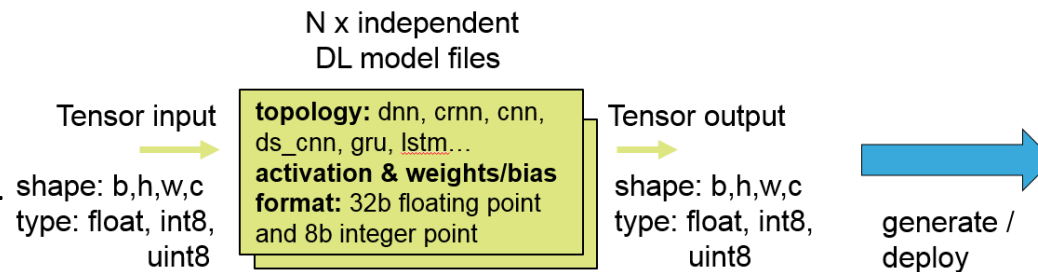 N x independent
DL model files
Tensor input
shape: b,h,w,c
type: float, int8,
uint8
topology: dnn, crnn, cnn,
ds_cnn, gru, lstm…
activation & weights/bias
format: 32b floating point
and 8b integer point
Tensor output
shape: b,h,w,c
type: float, int8,
uint8
generate /
deploy